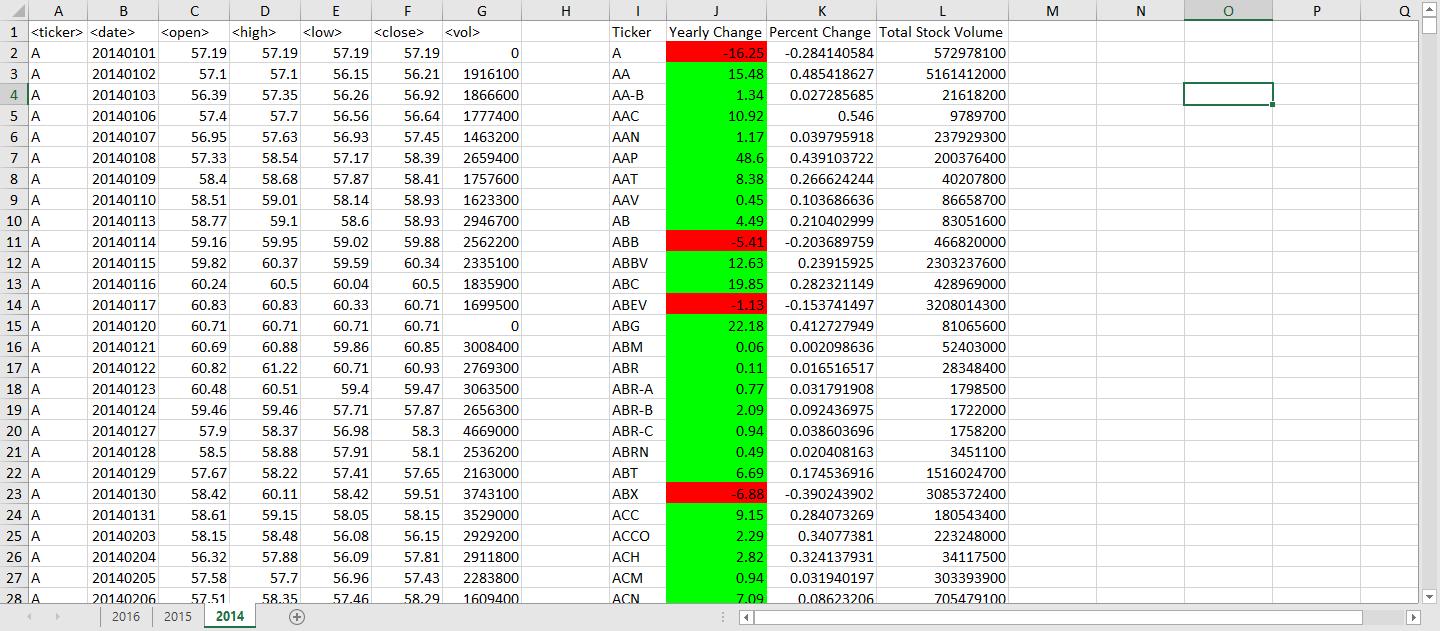 A B C D E F G H I J K L M N O P Q
1 <ticker> <date> <open> <high> <low> <close> <vol> Ticker Yearly Change Percent Change Total Stock Volume
2 A 20140101 57.19 57.19 57.19 57.19 0 A -16.25 -0.284140584 572978100
3 A 20140102 57.1 57.1 56.15 56.21 1916100 AA 15.48 0.485418627 5161412000
4 A 20140103 56.39 57.35 56.26 56.92 1866600 AA-B 1.34 0.027285685 21618200
5 A 20140106 57.4 57.7 56.56 56.64 1777400 AAC 10.92 0.546 9789700
6 A 20140107 56.95 57.63 56.93 57.45 1463200 AAN 1.17 0.039795918 237929300
7 A 20140108 57.33 58.54 57.17 58.39 2659400 AAP 48.6 0.439103722 200376400
8 A 20140109 58.4 58.68 57.87 58.41 1757600 AAT 8.38 0.266624244 40207800
9 A 20140110 58.51 59.01 58.14 58.93 1623300 AAV 0.45 0.103686636 86658700
10 A 20140113 58.77 59.1 58.6 58.93 2946700 AB 4.49 0.210402999 83051600
11 A 20140114 59.16 59.95 59.02 59.88 2562200 ABB -5.41 -0.203689759 466820000
12 A 20140115 59.82 60.37 59.59 60.34 2335100 ABBV 12.63 0.23915925 2303237600
13 A 20140116 60.24 60.5 60.04 60.5 1835900 ABC 19.85 0.282321149 428969000
14 A 20140117 60.83 60.83 60.33 60.71 1699500 ABEV -1.13 -0.153741497 3208014300
15 A 20140120 60.71 60.71 60.71 60.71 0 ABG 22.18 0.412727949 81065600
16 A 20140121 60.69 60.88 59.86 60.85 3008400 ABM 0.06 0.002098636 52403000
17 A 20140122 60.82 61.22 60.71 60.93 2769300 ABR 0.11 0.016516517 28348400
18 A 20140123 60.48 60.51 59.4 59.47 3063500 ABR-A 0.77 0.031791908 1798500
19 A 20140124 59.46 59.46 57.71 57.87 2656300 ABR-B 2.09 0.092436975 1722000
20 A 20140127 57.9 58.37 56.98 58.3 4669000 ABR-C 0.94 0.038603696 1758200
21 A 20140128 58.5 58.88 57.91 58.1 2536200 ABRN 0.49 0.020408163 3451100
22 A 20140129 57.67 58.22 57.41 57.65 2163000 ABT 6.69 0.174536916 1516024700
23 A 20140130 58.42 60.11 58.42 59.51 3743100 ABX -6.88 -0.390243902 3085372400
24 A 20140131 58.61 59.15 58.05 58.15 3529000 ACC 9.15 0.284073269 180543400
25 A 20140203 58.15 58.48 56.08 56.15 2929200 ACCO 2.29 0.34077381 223248000
26 A 20140204 56.32 57.88 56.09 57.81 2911800 ACH 2.82 0.324137931 34117500
27 A 20140205 57.58 57.7 56.96 57.43 2283800 ACM 0.94 0.031940197 303393900
28 A 20140206 57.51 58.35 57.46 58.29 1609400 ACN 7.09 0.08623206 705479100
2016 2015 2014